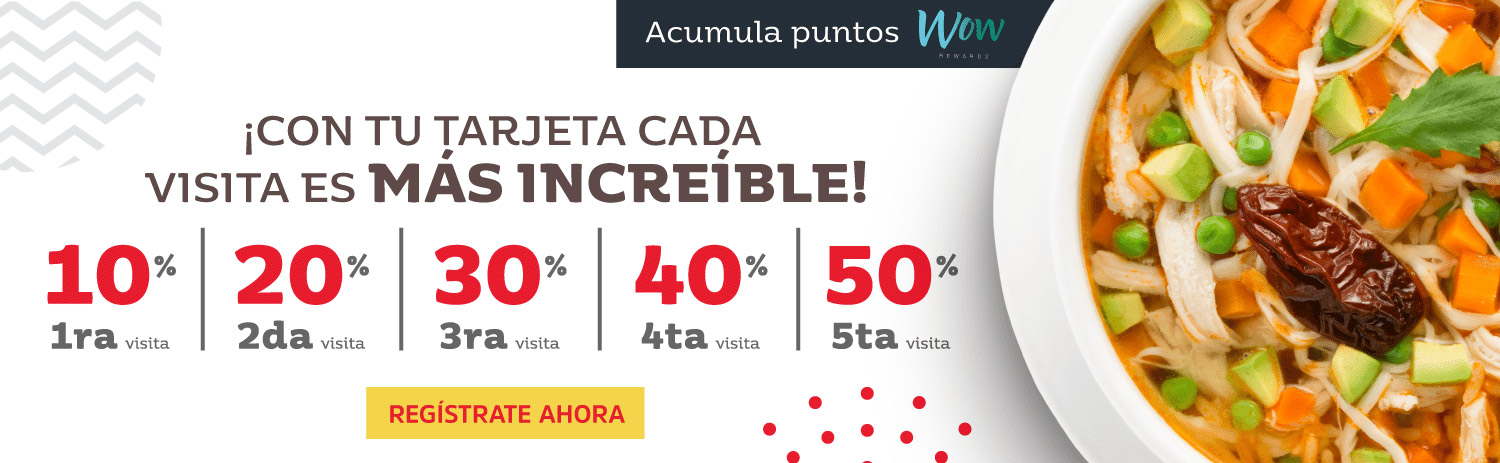 Acumula puntos Wow
REWARDS
¡CON TU TARJETA CADA
VISITA ES MÁS INCREÍBLE!
10% 20% 30% 40% 50%
1ra visita 2da visita 3ra visita 4ta visita 5ta visita
REGÍSTRATE AHORA